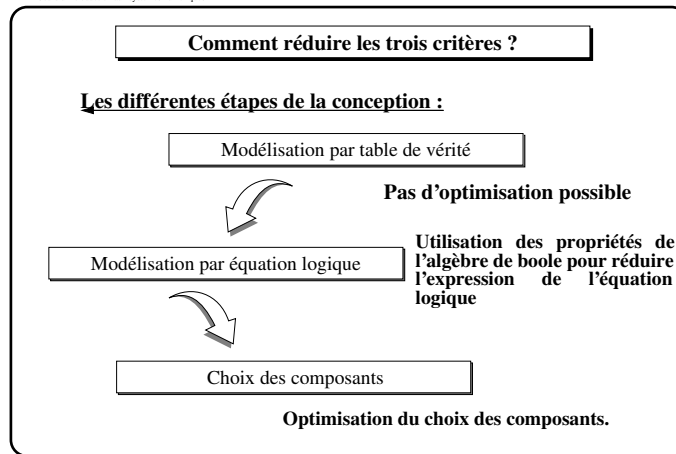 Comment réduire les trois critères ?
Les différentes étapes de la conception :
Modélisation par table de vérité
Pas d'optimisation possible
Utilisation des propriétés de
l'algèbre de boole pour réduire
l'expression de l'équation
logique
Modélisation par équation logique
Choix des composants
Optimisation du choix des composants.